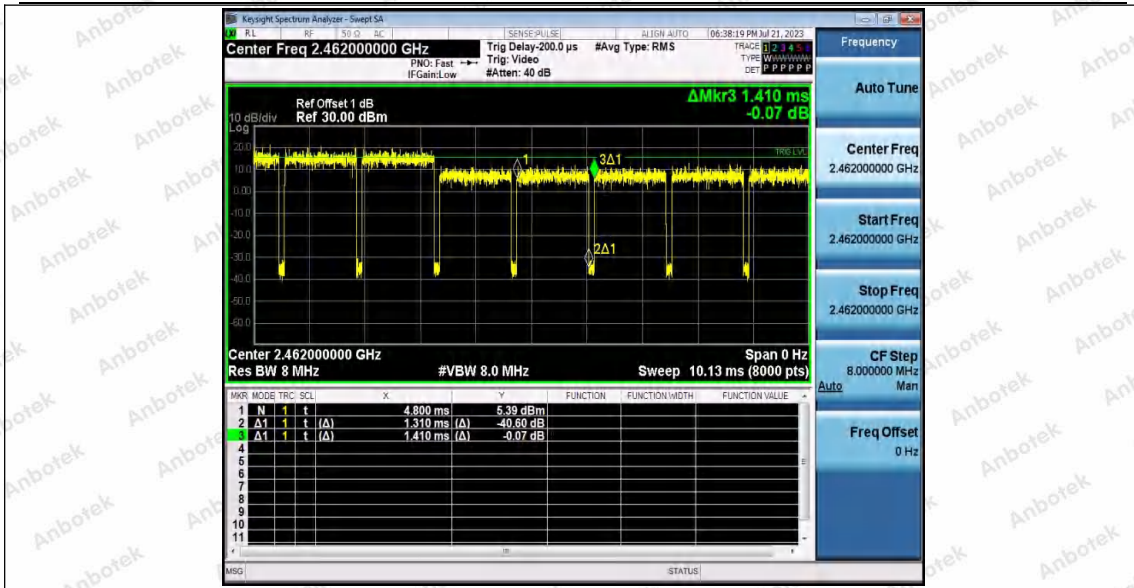 Keysight Spectrum Analyzer - Swept SA
RL RF 50 Ω AC SENSE:PULSE ALIGN AUTO 06:38:19 PM Jul 21, 2023
Center Freq 2.462000000 GHz
PNO: Fast
IFGain:Low
Trig Delay-200.0 µs
Trig: Video
#Atten: 40 dB
#Avg Type: RMS
TRACE 1 2 3 4 5 6
TYPE WWWWWW
DET P P P P P P
ΔMkr3 1.410 ms
-0.07 dB
Ref Offset 1 dB
10 dB/div Ref 30.00 dBm
Log
20.0
10.0
0.00
-10.0
-20.0
-30.0
-40.0
-50.0
-60.0
TRIG LVL
1
3Δ1
2Δ1
Center 2.462000000 GHz Span 0 Hz
Res BW 8 MHz #VBW 8.0 MHz Sweep 10.13 ms (8000 pts)
MKR MODE TRC SCL X Y FUNCTION FUNCTION WIDTH FUNCTION VALUE
1 N 1 t 4.800 ms 5.39 dBm
2 Δ1 1 t (Δ) 1.310 ms (Δ) -40.60 dB
3 Δ1 1 t (Δ) 1.410 ms (Δ) -0.07 dB
4
5
6
7
8
9
10
11
MSG STATUS
Frequency
Auto Tune
Center Freq
2.462000000 GHz
Start Freq
2.462000000 GHz
Stop Freq
2.462000000 GHz
CF Step
8.000000 MHz
Auto Man
Freq Offset
0 Hz
Anbotek